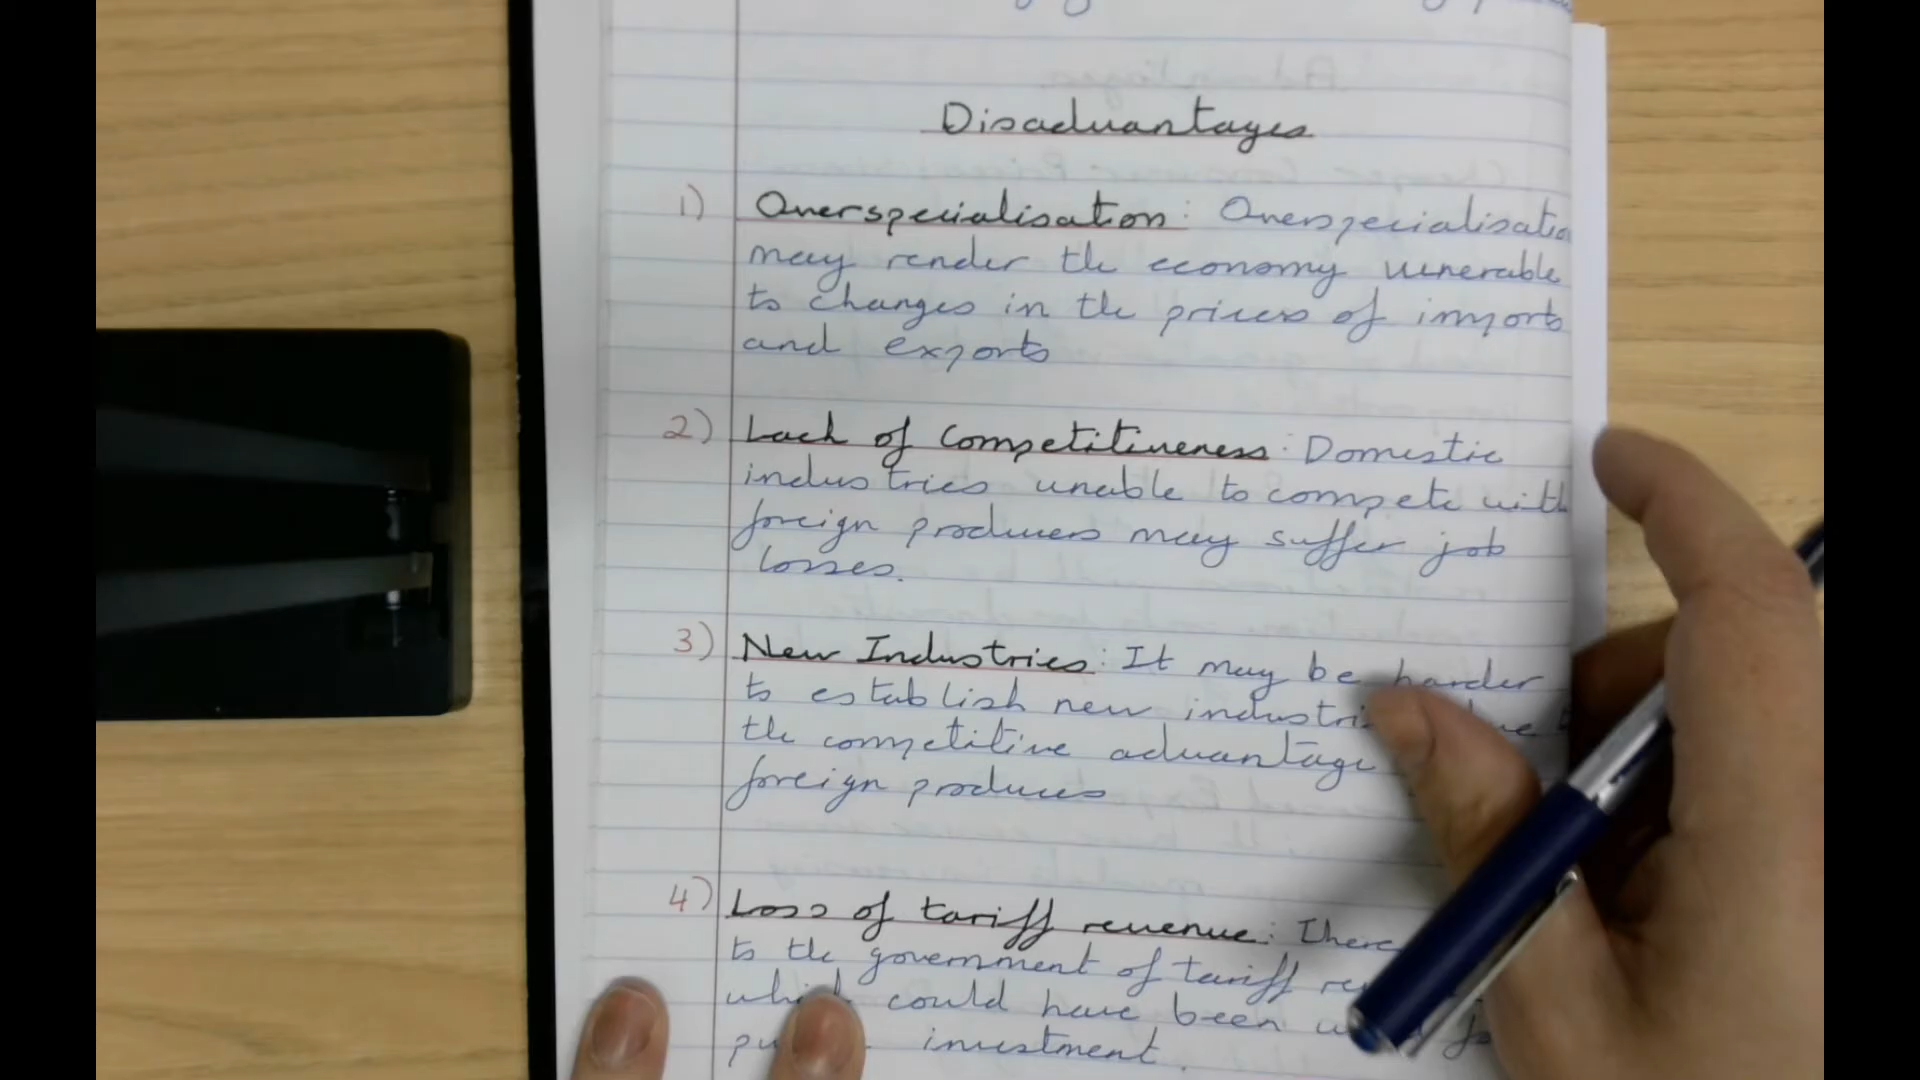 Disadvantages
1) Overspecialisation: Overspecialisatio
may render the economy vunerable
to changes in the prices of imports
and exports
2) Lack of Competitiveness: Domestic
industries unable to compete with
foreign producers may suffer job
losses.
3) New Industries: It may be harder
to establish new
the competitive advantage
foreign produces
4) Loss of tariff revenue:
to the government of tariff
which could have been
investment.